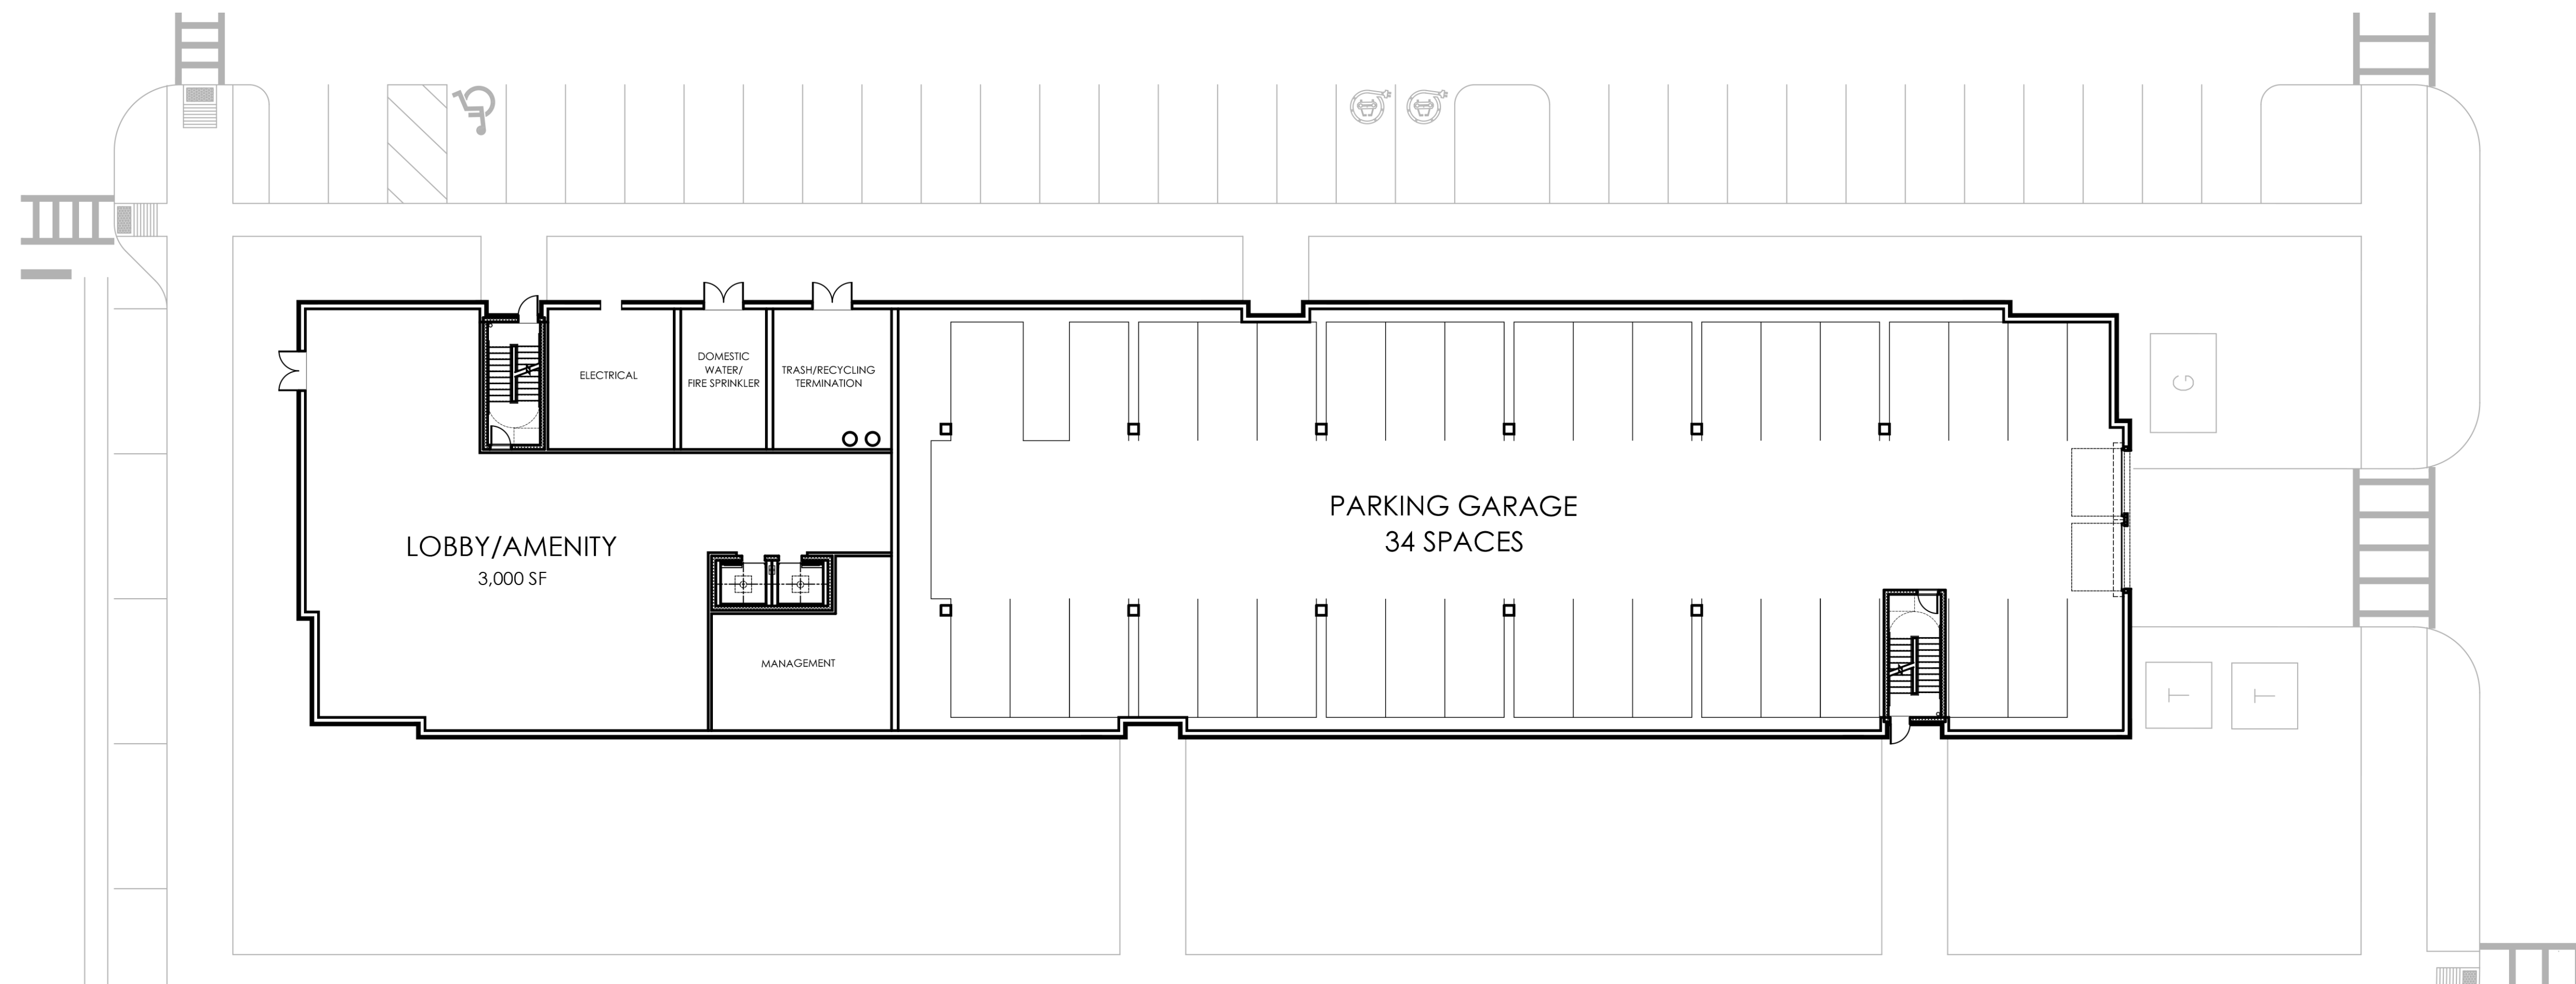 ELECTRICAL
DOMESTIC
WATER/
FIRE SPRINKLER
TRASH/RECYCLING
TERMINATION
LOBBY/AMENITY
3,000 SF
MANAGEMENT
PARKING GARAGE
34 SPACES
G
T
T